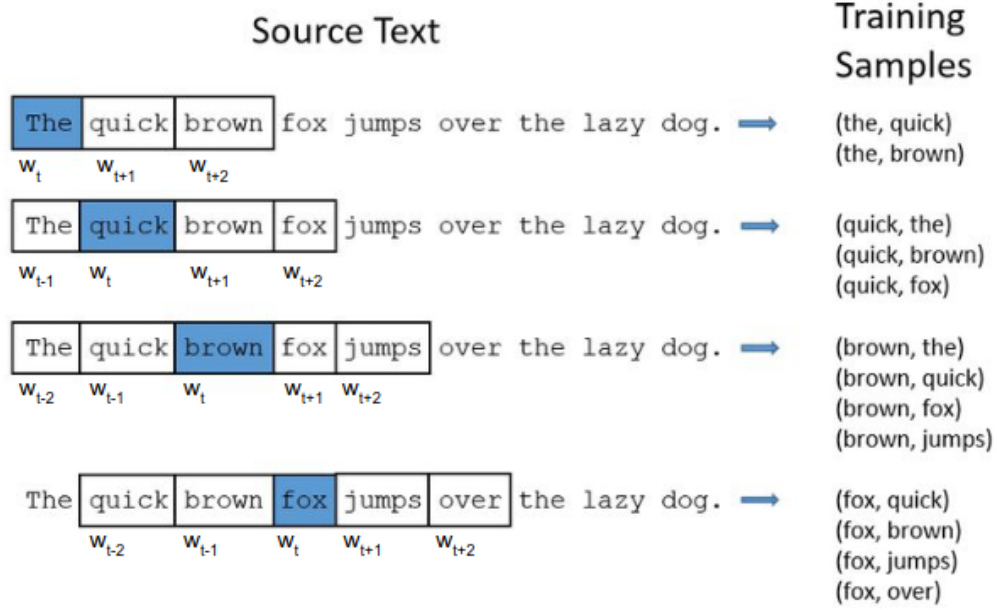 Source Text
Training
Samples
The quick brown fox jumps over the lazy dog.
(the, quick)
(the, brown)
wt wt+1 wt+2
The quick brown fox jumps over the lazy dog.
(quick, the)
(quick, brown)
(quick, fox)
wt-1 wt wt+1 wt+2
The quick brown fox jumps over the lazy dog.
(brown, the)
(brown, quick)
(brown, fox)
(brown, jumps)
wt-2 wt-1 wt wt+1 wt+2
The quick brown fox jumps over the lazy dog.
(fox, quick)
(fox, brown)
(fox, jumps)
(fox, over)
wt-2 wt-1 wt wt+1 wt+2